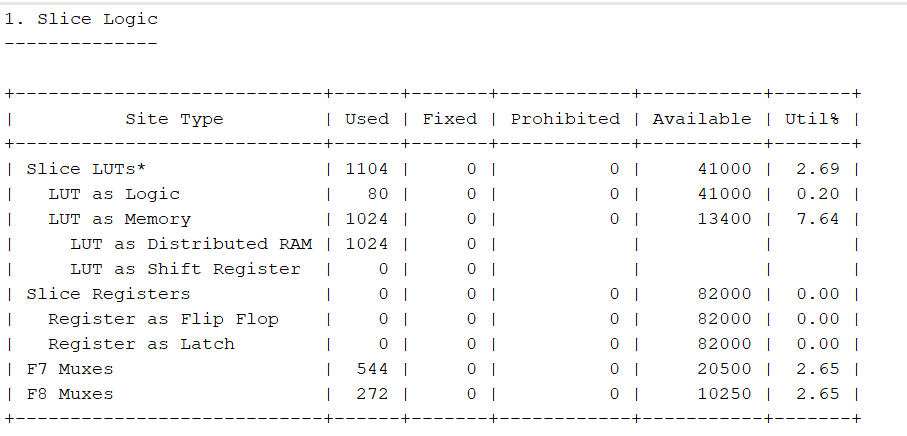 1. Slice Logic
--------------
+----------------------------+------+-------+------------+-----------+-------+
|          Site Type         | Used | Fixed | Prohibited | Available | Util% |
+----------------------------+------+-------+------------+-----------+-------+
| Slice LUTs*                | 1104 |     0 |          0 |     41000 |  2.69 |
|   LUT as Logic             |   80 |     0 |          0 |     41000 |  0.20 |
|   LUT as Memory            | 1024 |     0 |          0 |     13400 |  7.64 |
|     LUT as Distributed RAM | 1024 |     0 |            |           |       |
|     LUT as Shift Register  |    0 |     0 |            |           |       |
| Slice Registers            |    0 |     0 |          0 |     82000 |  0.00 |
|   Register as Flip Flop    |    0 |     0 |          0 |     82000 |  0.00 |
|   Register as Latch        |    0 |     0 |          0 |     82000 |  0.00 |
| F7 Muxes                   |  544 |     0 |          0 |     20500 |  2.65 |
| F8 Muxes                   |  272 |     0 |          0 |     10250 |  2.65 |
+----------------------------+------+-------+------------+-----------+-------+